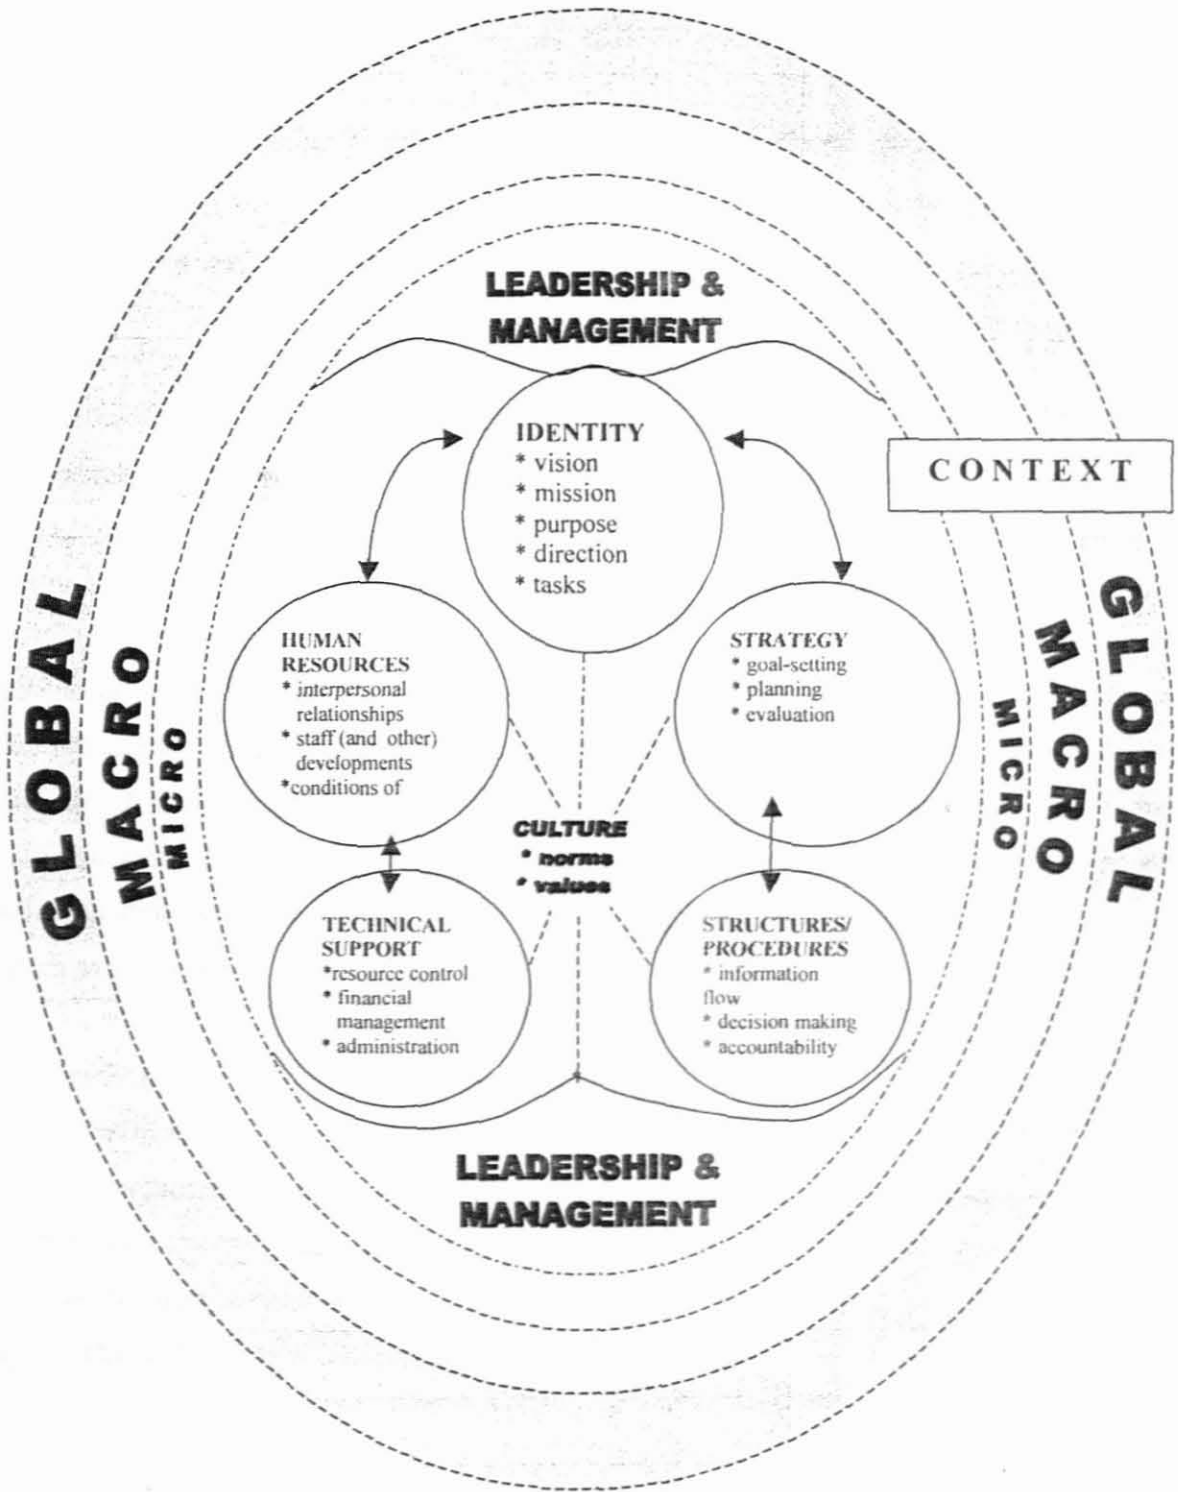 LEADERSHIP &
MANAGEMENT
IDENTITY
* vision
* mission
* purpose
* direction
* tasks
CONTEXT
GLOBAL
MACRO
MICRO
HUMAN
RESOURCES
* interpersonal
relationships
* staff (and other)
developments
*conditions of
STRATEGY
* goal-setting
* planning
* evaluation
MICRO
MACRO
GLOBAL
CULTURE
* norms
* values
TECHNICAL
SUPPORT
*resource control
* financial
management
* administration
STRUCTURES/
PROCEDURES
* information
flow
* decision making
* accountability
LEADERSHIP &
MANAGEMENT